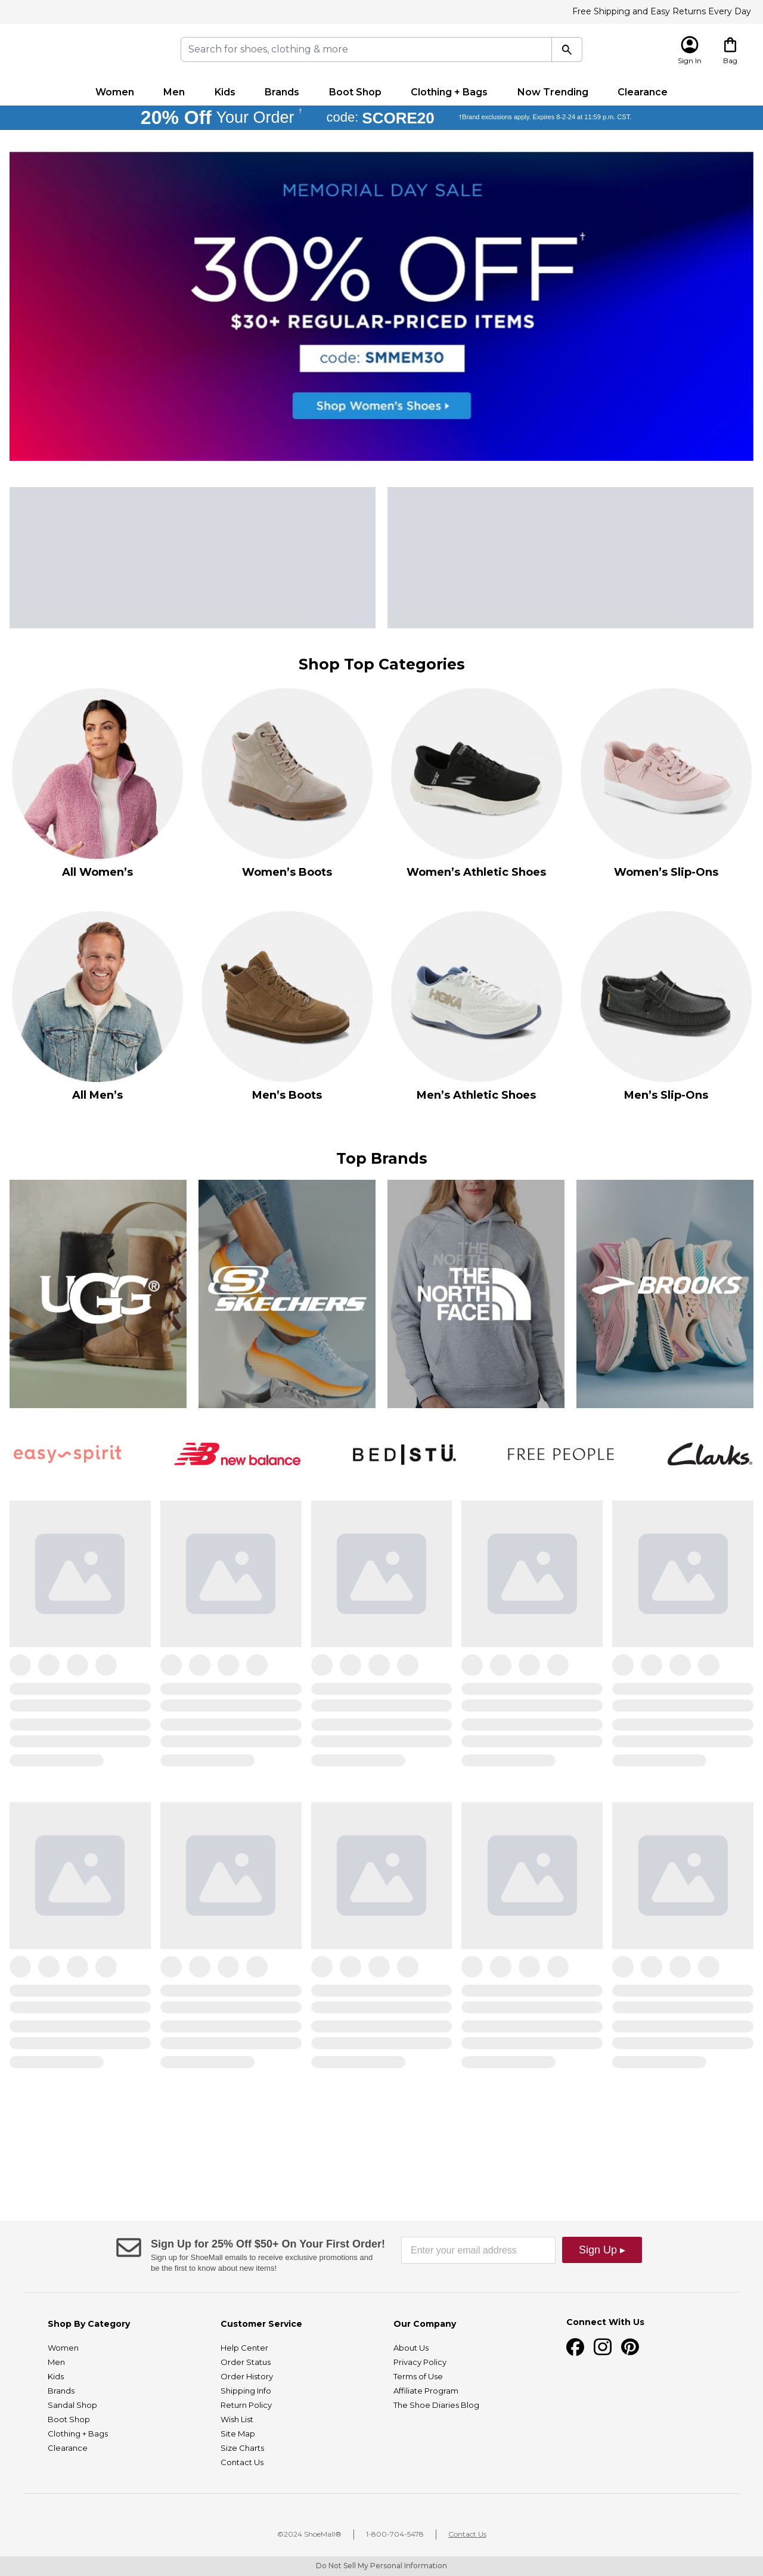 Free Shipping and Easy Returns Every Day
Search for shoes, clothing & more
Sign In
Bag
Women Men Kids Brands Boot Shop Clothing + Bags Now Trending Clearance
20% Off Your Order † code: SCORE20 †Brand exclusions apply. Expires 8-2-24 at 11:59 p.m. CST.
MEMORIAL DAY SALE
30% OFF†
$30+ REGULAR-PRICED ITEMS
code: SMMEM30
Shop Women's Shoes ▸
Shop Top Categories
All Women’s
Women’s Boots
Women’s Athletic Shoes
Women’s Slip-Ons
HOKA
All Men’s
Men’s Boots
Men’s Athletic Shoes
Men’s Slip-Ons
Top Brands
UGG®
SKECHERS
THE NORTH FACE
THE
NORTH
FACE
BROOKS
easy spirit
NB new balance
BED|STÜ.
FREE PEOPLE
Clarks.
Sign Up for 25% Off $50+ On Your First Order!
Sign up for ShoeMall emails to receive exclusive promotions and
be the first to know about new items!
Enter your email address
Sign Up ▸
Shop By Category
Women
Men
Kids
Brands
Sandal Shop
Boot Shop
Clothing + Bags
Clearance
Customer Service
Help Center
Order Status
Order History
Shipping Info
Return Policy
Wish List
Site Map
Size Charts
Contact Us
Our Company
About Us
Privacy Policy
Terms of Use
Affiliate Program
The Shoe Diaries Blog
Connect With Us
©2024 ShoeMall® | 1-800-704-5478 | Contact Us
Do Not Sell My Personal Information